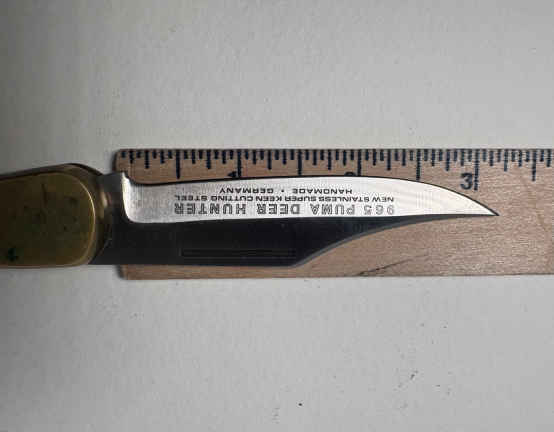 965 PUMA DEER HUNTER
NEW STAINLESS SUPER KEEN CUTTING STEEL
HANDMADE • GERMANY
3